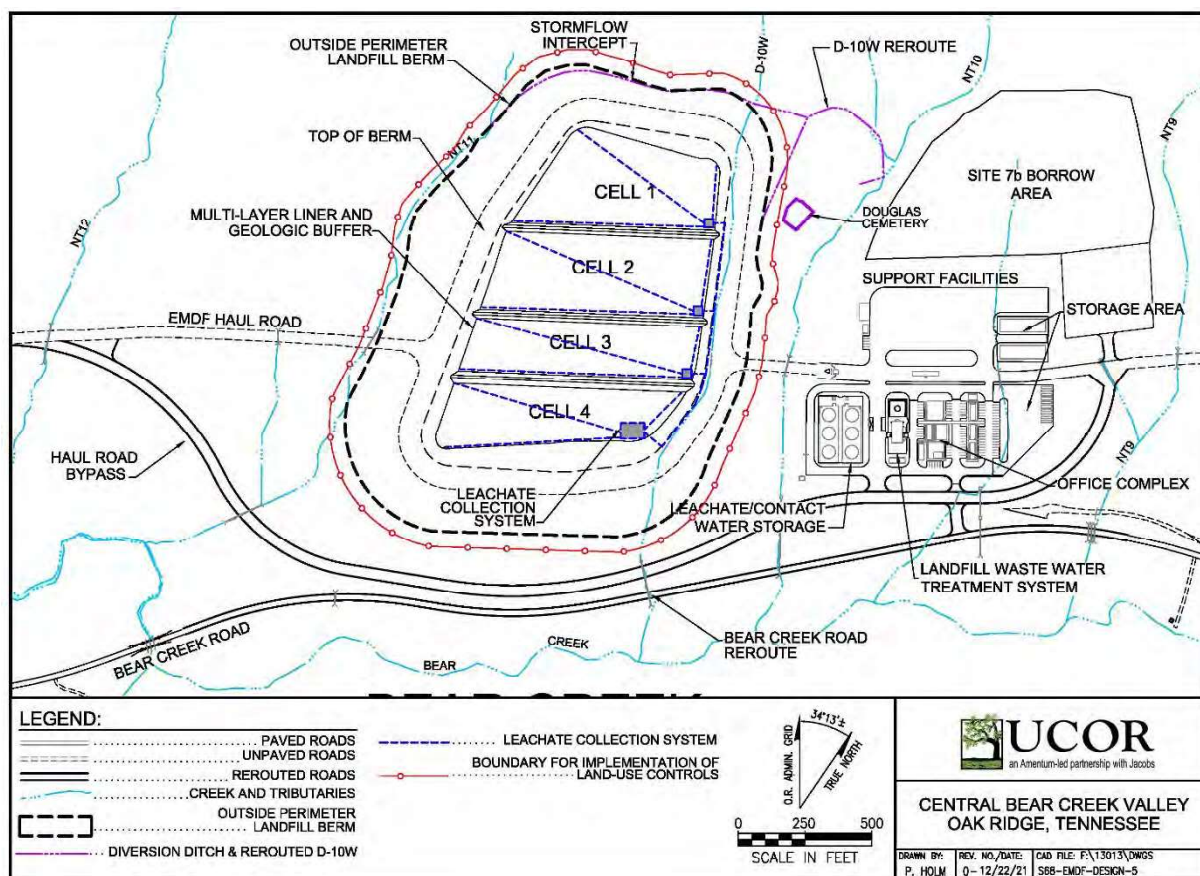 STORMFLOW
INTERCEPT
OUTSIDE PERIMETER
LANDFILL BERM
D-10W
D-10W REROUTE
NT10
NT9
TOP OF BERM
NT11
CELL 1
SITE 7b BORROW
AREA
MULTI-LAYER LINER AND
GEOLOGIC BUFFER
DOUGLAS
CEMETERY
NT12
CELL 2
SUPPORT FACILITIES
STORAGE AREA
EMDF HAUL ROAD
CELL 3
CELL 4
HAUL ROAD
BYPASS
NT9
LEACHATE
COLLECTION
SYSTEM
OFFICE COMPLEX
LEACHATE/CONTACT
WATER STORAGE
LANDFILL WASTE WATER
TREATMENT SYSTEM
BEAR CREEK ROAD
BEAR CREEK
BEAR CREEK ROAD
REROUTE
BEAR CREEK
LEGEND:
PAVED ROADS
UNPAVED ROADS
REROUTED ROADS
CREEK AND TRIBUTARIES
OUTSIDE PERIMETER
LANDFILL BERM
DIVERSION DITCH & REROUTED D-10W
LEACHATE COLLECTION SYSTEM
BOUNDARY FOR IMPLEMENTATION OF
LAND-USE CONTROLS
34°13'±
O.R. ADMIN. GRID
TRUE NORTH
0 250 500
SCALE IN FEET
UCOR
an Amentum-led partnership with Jacobs
CENTRAL BEAR CREEK VALLEY
OAK RIDGE, TENNESSEE
DRAWN BY: REV. NO./DATE: CAD FILE: F:\13013\DWGS
P. HOLM 0-12/22/21 S68-EMDF-DESIGN-5